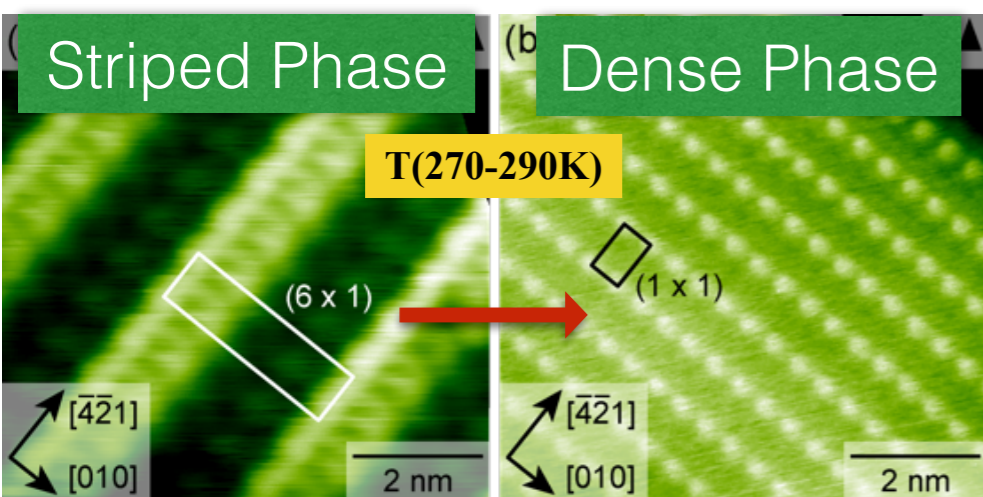 (
Striped Phase
(b
Dense Phase
T(270-290K)
(6 x 1)
(1 x 1)
[4̅2̅1]
[010]
2 nm
[4̅2̅1]
[010]
2 nm